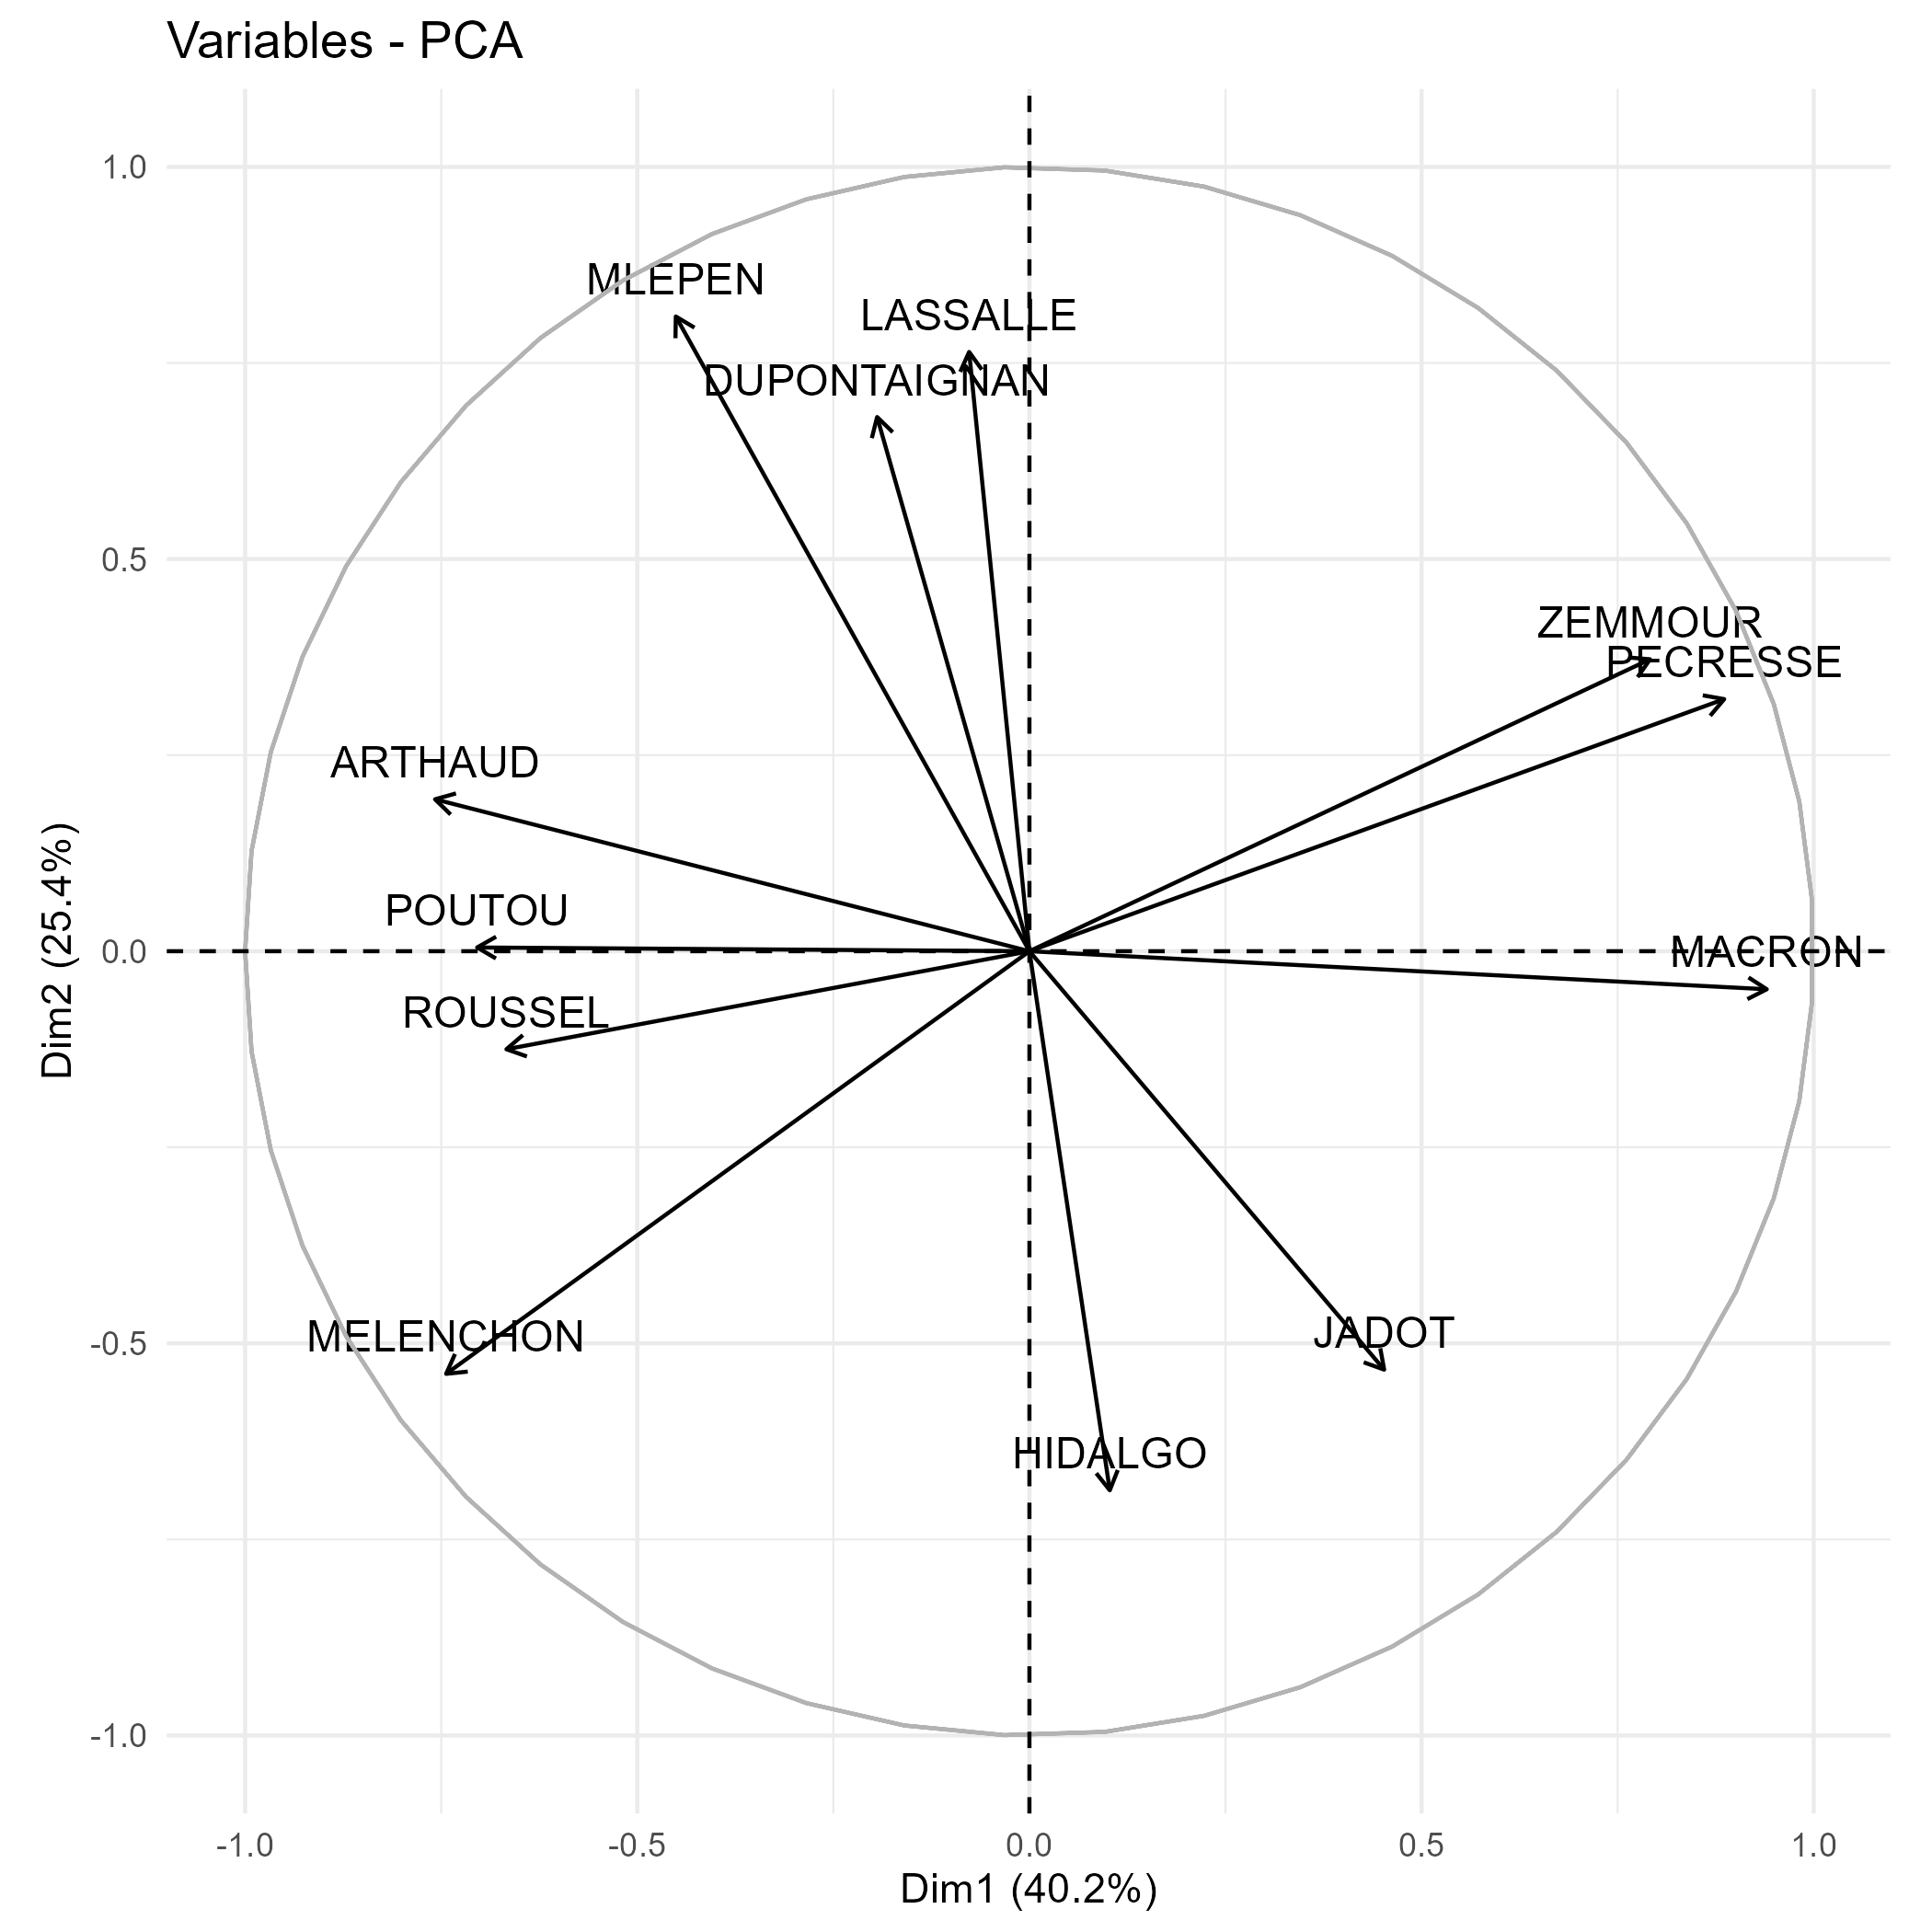 Variables - PCA
MLEPEN
LASSALLE
DUPONTAIGNAN
ZEMMOUR
PECRESSE
ARTHAUD
POUTOU
MACRON
ROUSSEL
MELENCHON
JADOT
HIDALGO
1.0
0.5
0.0
-0.5
-1.0
Dim2 (25.4%)
-1.0 -0.5 0.0 0.5 1.0
Dim1 (40.2%)